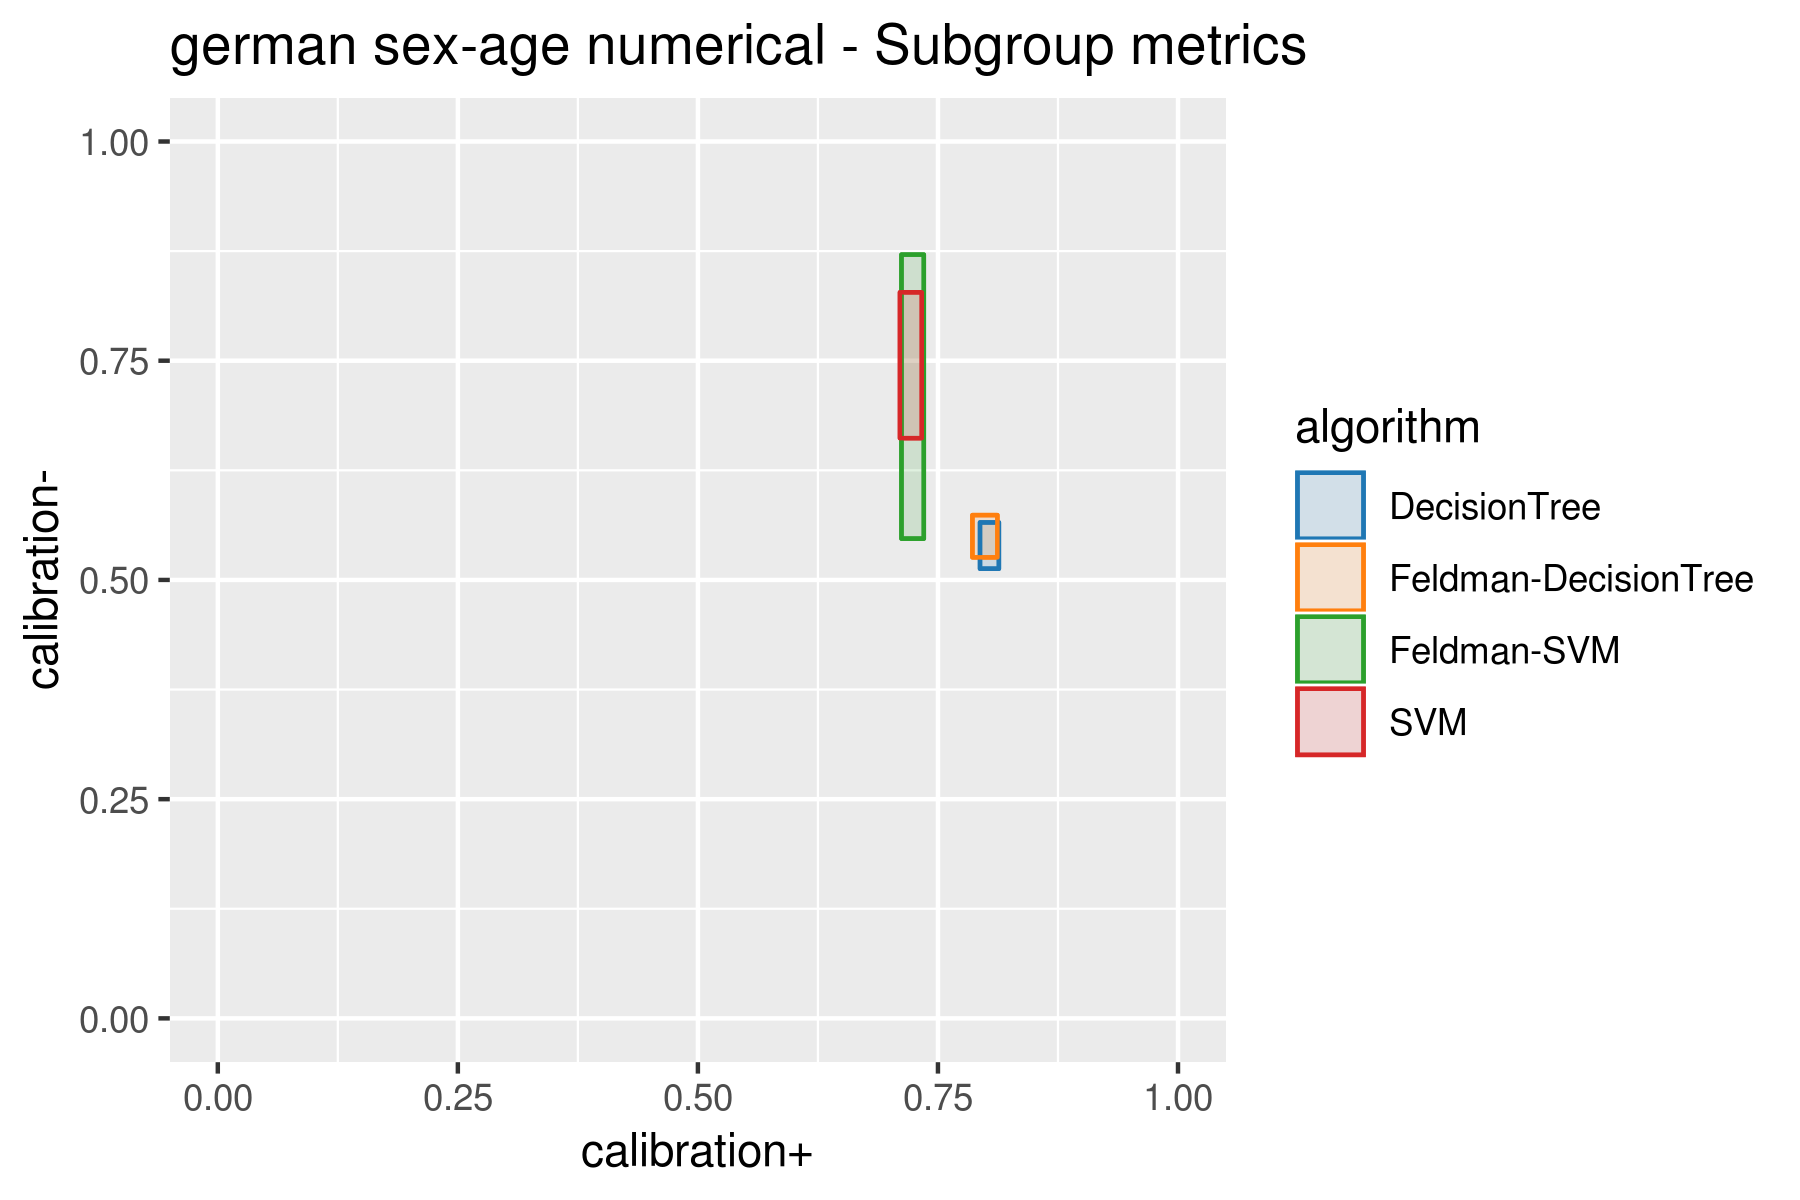 german sex-age numerical - Subgroup metrics
calibration-
1.00
0.75
0.50
0.25
0.00
0.00 0.25 0.50 0.75 1.00
calibration+
algorithm
DecisionTree
Feldman-DecisionTree
Feldman-SVM
SVM